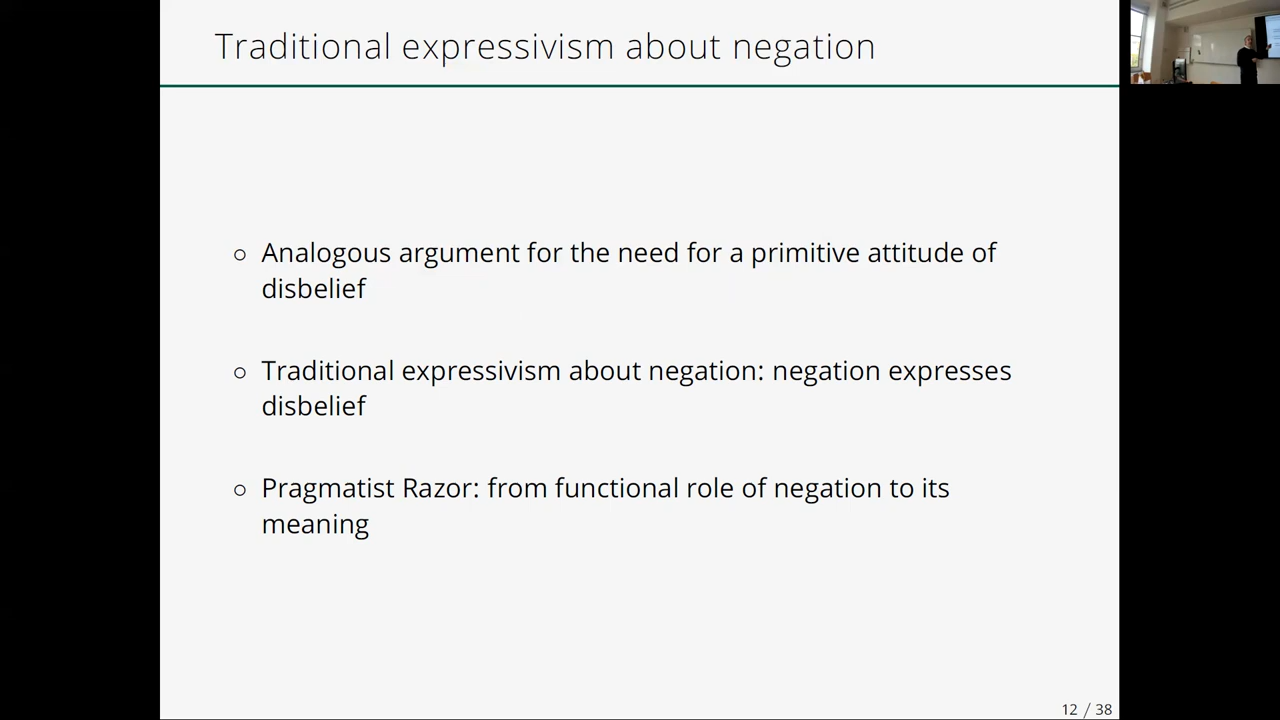 Traditional expressivism about negation
○ Analogous argument for the need for a primitive attitude of
disbelief
○ Traditional expressivism about negation: negation expresses
disbelief
○ Pragmatist Razor: from functional role of negation to its
meaning
12 / 38